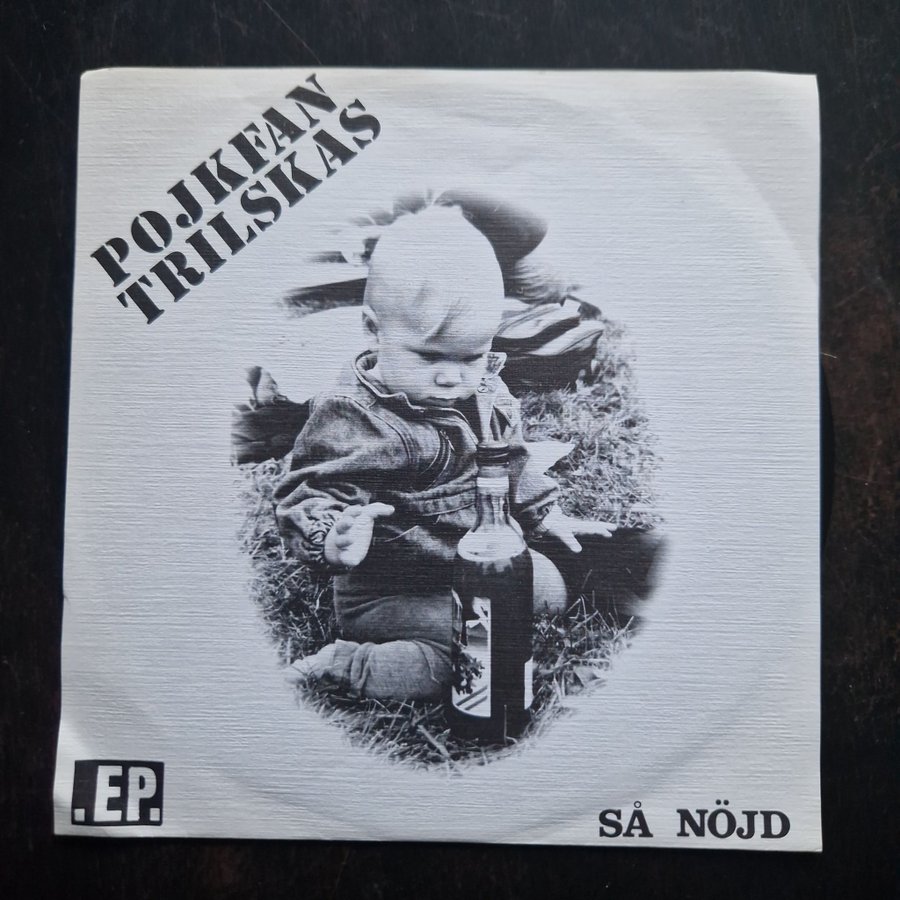 POJKFAN
TRILSKAS
.EP.
SÅ NÖJD